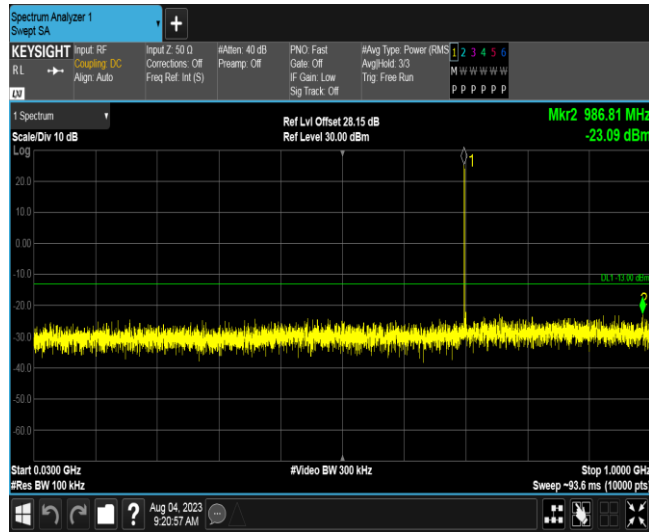 Spectrum Analyzer 1
Swept SA
+
KEYSIGHT
RL
LXI
Input: RF
Coupling: DC
Align: Auto
Input Z: 50 Ω
Corrections: Off
Freq Ref: Int (S)
#Atten: 40 dB
Preamp: Off
PNO: Fast
Gate: Off
IF Gain: Low
Sig Track: Off
#Avg Type: Power (RMS
Avg|Hold: 3/3
Trig: Free Run
1 2 3 4 5 6
M W W W W W
P P P P P P
1 Spectrum
Scale/Div 10 dB
Log
Ref Lvl Offset 28.15 dB
Ref Level 30.00 dBm
Mkr2 986.81 MHz
-23.09 dBm
1
20.0
10.0
0.00
-10.0
DL1 -13.00 dBm
2
-20.0
-30.0
-40.0
-50.0
-60.0
Start 0.0300 GHz
#Res BW 100 kHz
#Video BW 300 kHz
Stop 1.0000 GHz
Sweep ~93.6 ms (10000 pts)
?
Aug 04, 2023
9:20:57 AM